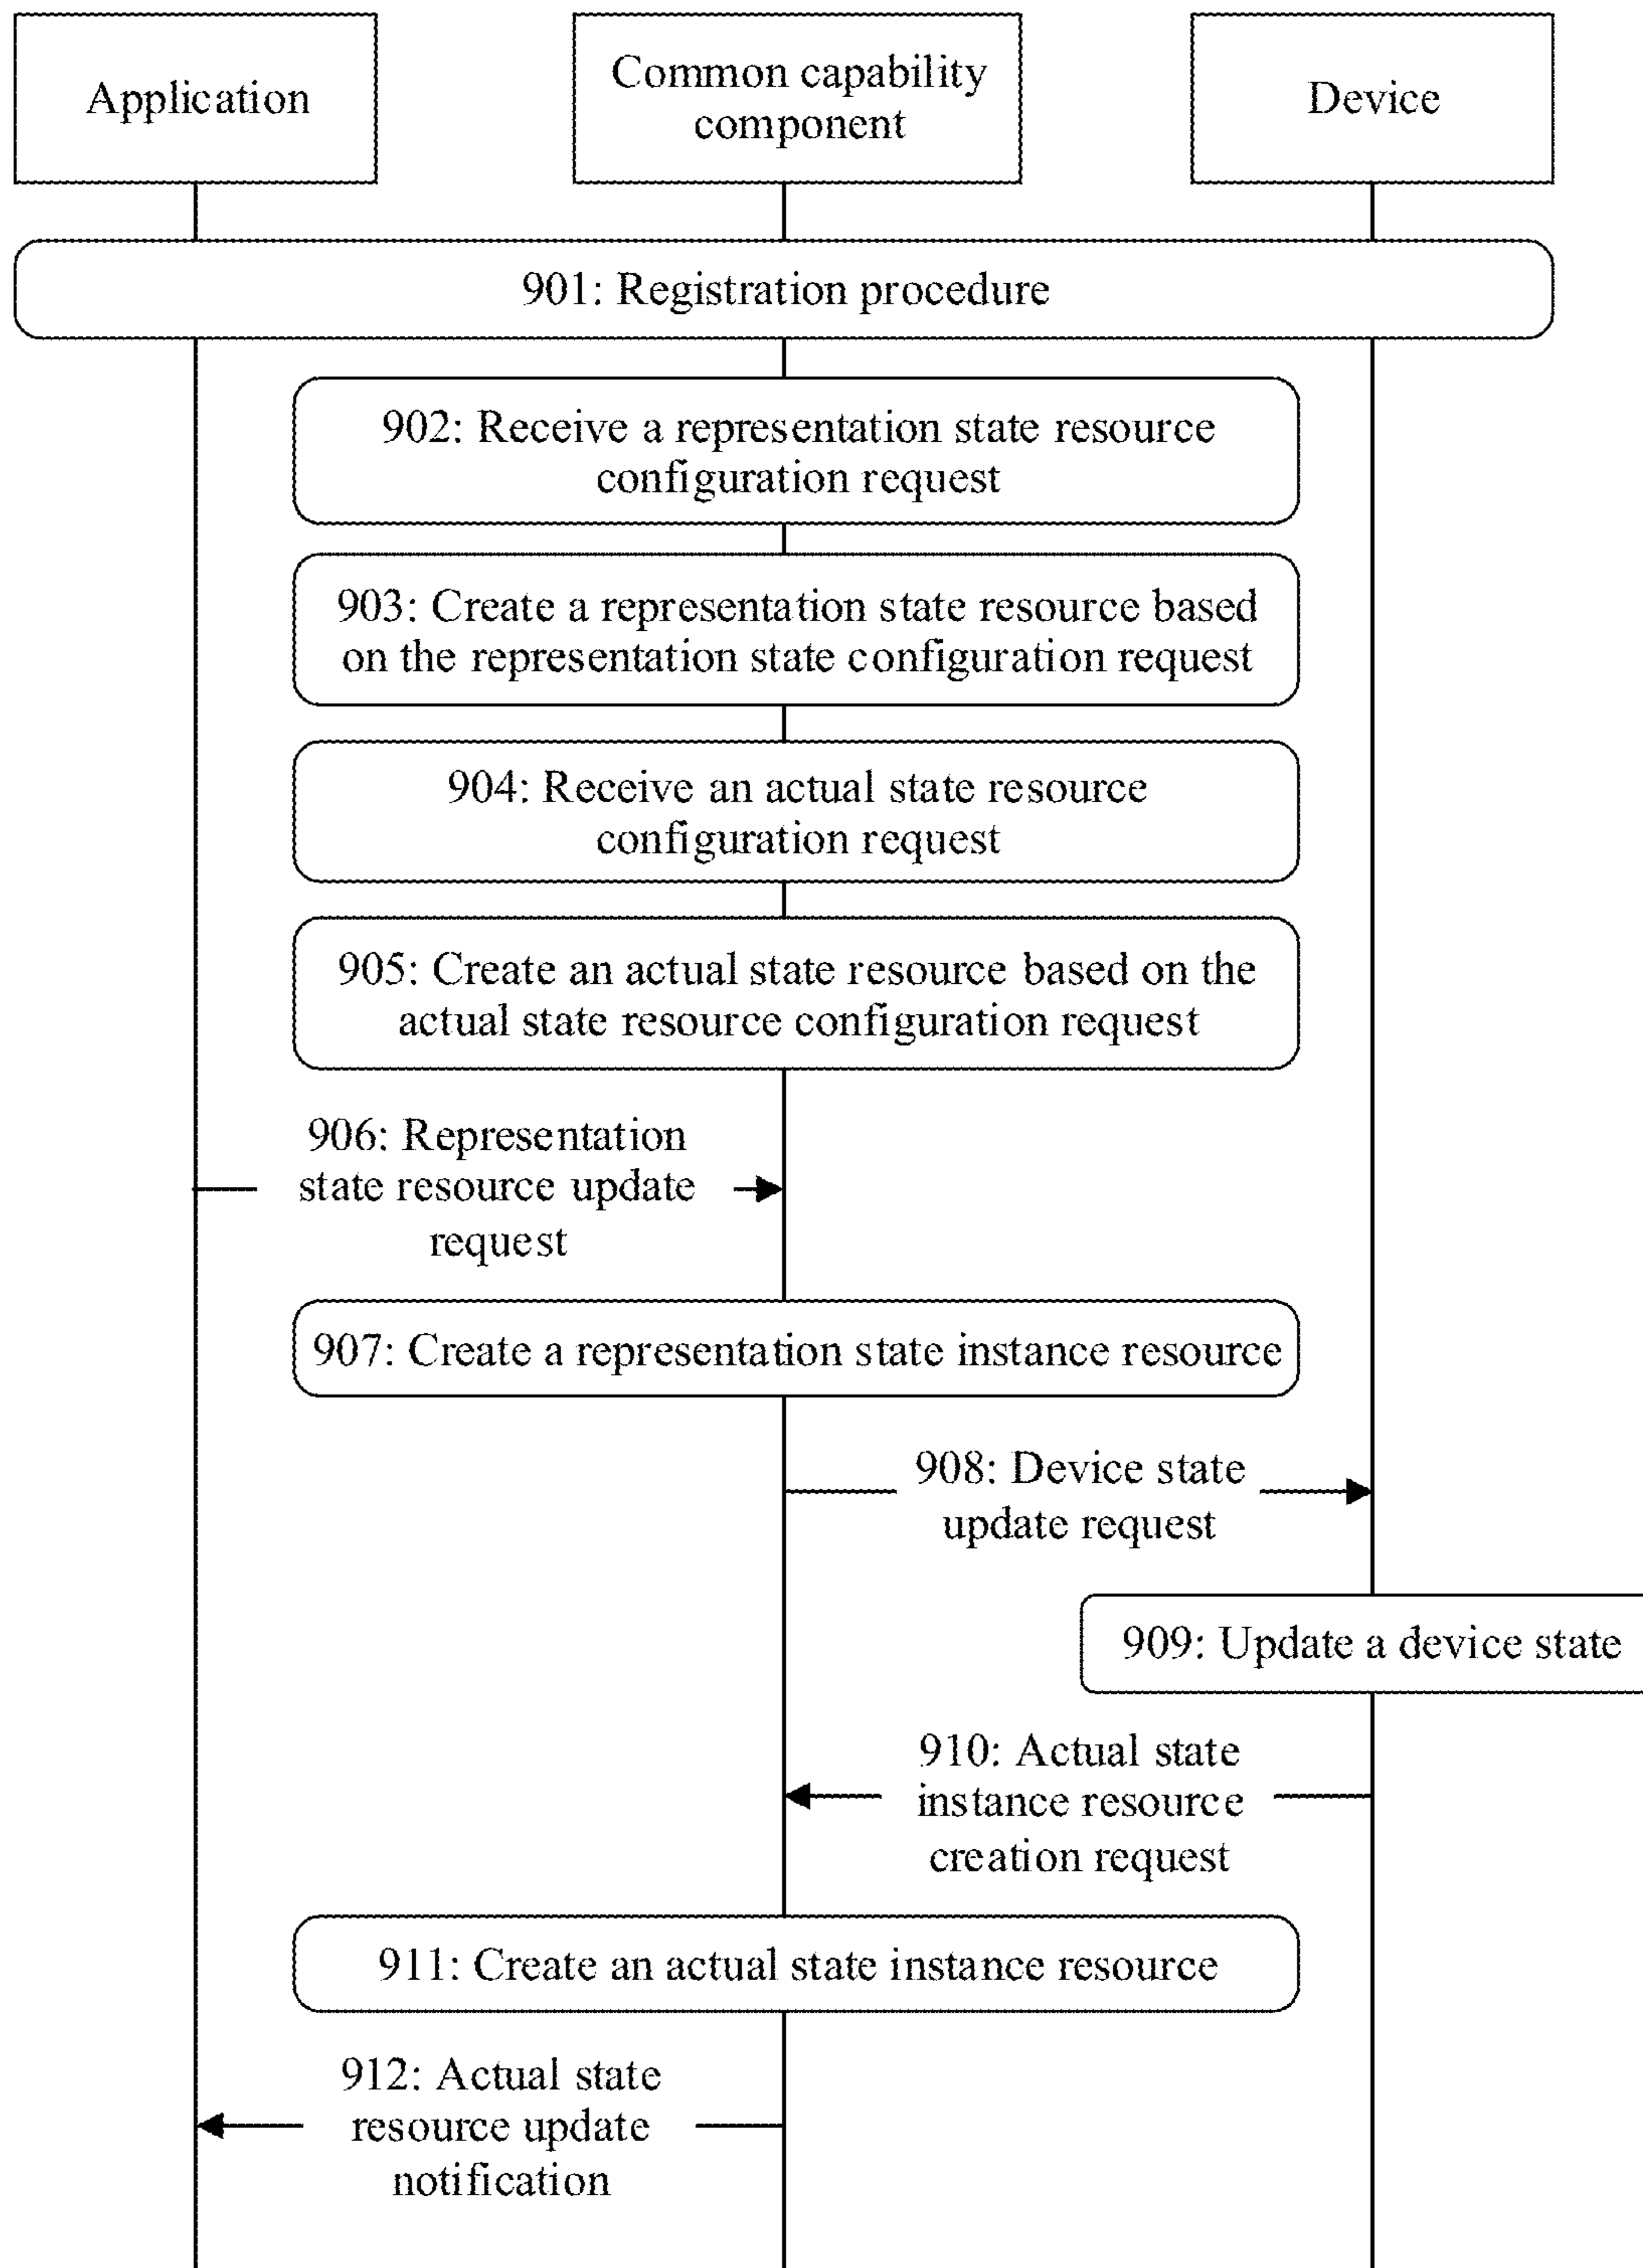 Application
Common capability
component
Device
901: Registration procedure
902: Receive a representation state resource
configuration request
903: Create a representation state resource based
on the representation state configuration request
904: Receive an actual state resource
configuration request
905: Create an actual state resource based on the
actual state resource configuration request
906: Representation
state resource update
request
907: Create a representation state instance resource
908: Device state
update request
909: Update a device state
910: Actual state
instance resource
creation request
911: Create an actual state instance resource
912: Actual state
resource update
notification